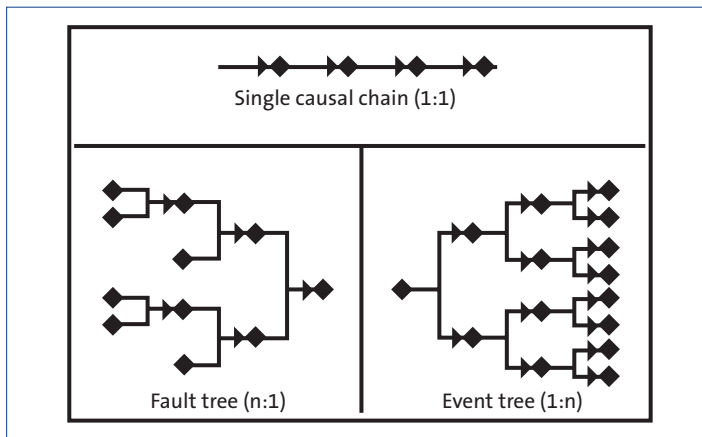 Single causal chain (1:1)
Fault tree (n:1)
Event tree (1:n)